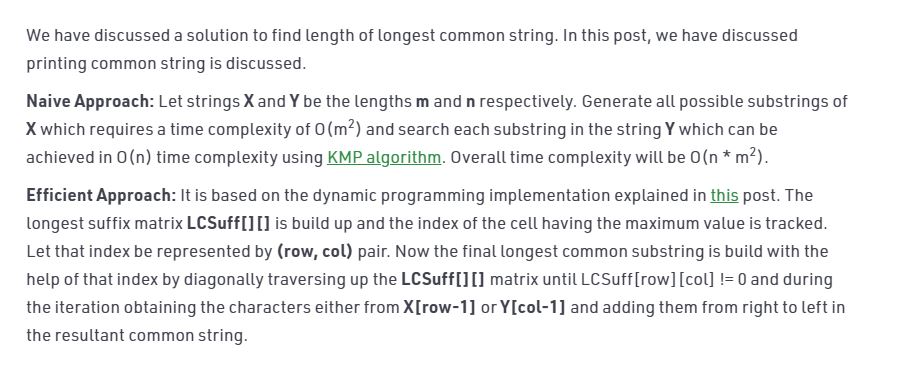 We have discussed a solution to find length of longest common string. In this post, we have discussed
printing common string is discussed.
Naive Approach: Let strings X and Y be the lengths m and n respectively. Generate all possible substrings of
X which requires a time complexity of O(m²) and search each substring in the string Y which can be
achieved in O(n) time complexity using KMP algorithm. Overall time complexity will be O(n * m²).
Efficient Approach: It is based on the dynamic programming implementation explained in this post. The
longest suffix matrix LCSuff[][] is build up and the index of the cell having the maximum value is tracked.
Let that index be represented by (row, col) pair. Now the final longest common substring is build with the
help of that index by diagonally traversing up the LCSuff[][] matrix until LCSuff[row][col] != 0 and during
the iteration obtaining the characters either from X[row-1] or Y[col-1] and adding them from right to left in
the resultant common string.